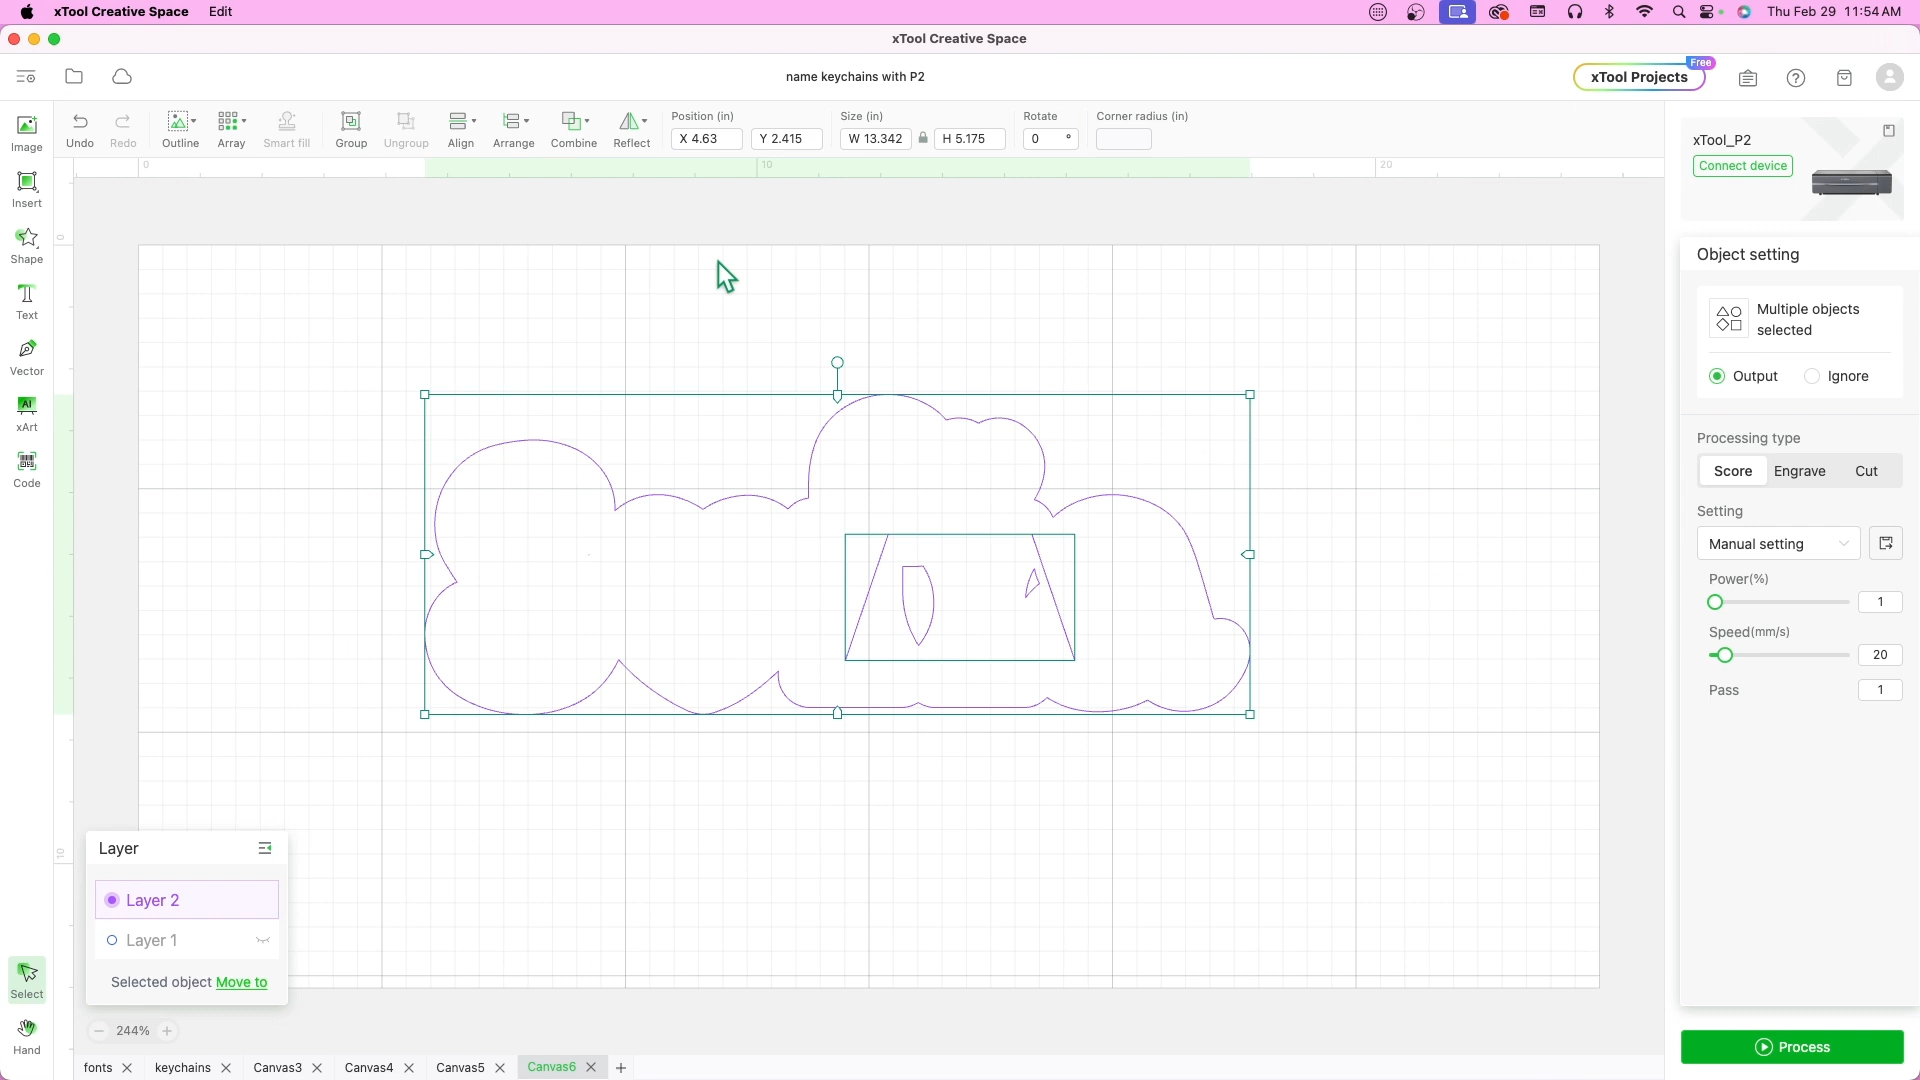 xTool Creative Space Edit Thu Feb 29 11:54 AM
xTool Creative Space
name keychains with P2
xTool Projects
Free
Image
Insert
Shape
Text
Vector
AI
xArt
Code
Select
Hand
Undo
Redo
Outline
Array
Smart fill
Group
Ungroup
Align
Arrange
Combine
Reflect
Position (in)
X 4.63
Y 2.415
Size (in)
W 13.342
H 5.175
Rotate
0 °
Corner radius (in)
0
10
20
0
10
xTool_P2
Connect device
Object setting
Multiple objects
selected
Output
Ignore
Processing type
Score
Engrave
Cut
Setting
Manual setting
Power(%)
1
Speed(mm/s)
20
Pass
1
Process
Layer
Layer 2
Layer 1
Selected object Move to
244%
fonts
keychains
Canvas3
Canvas4
Canvas5
Canvas6